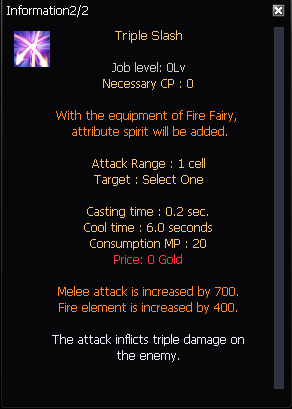 Information2/2
Triple Slash
Job level: 0Lv
Necessary CP : 0
With the equipment of Fire Fairy,
attribute spirit will be added.
Attack Range : 1 cell
Target : Select One
Casting time : 0.2 sec.
Cool time : 6.0 seconds
Consumption MP : 20
Price: 0 Gold
Melee attack is increased by 700.
Fire element is increased by 400.
The attack inflicts triple damage on
the enemy.